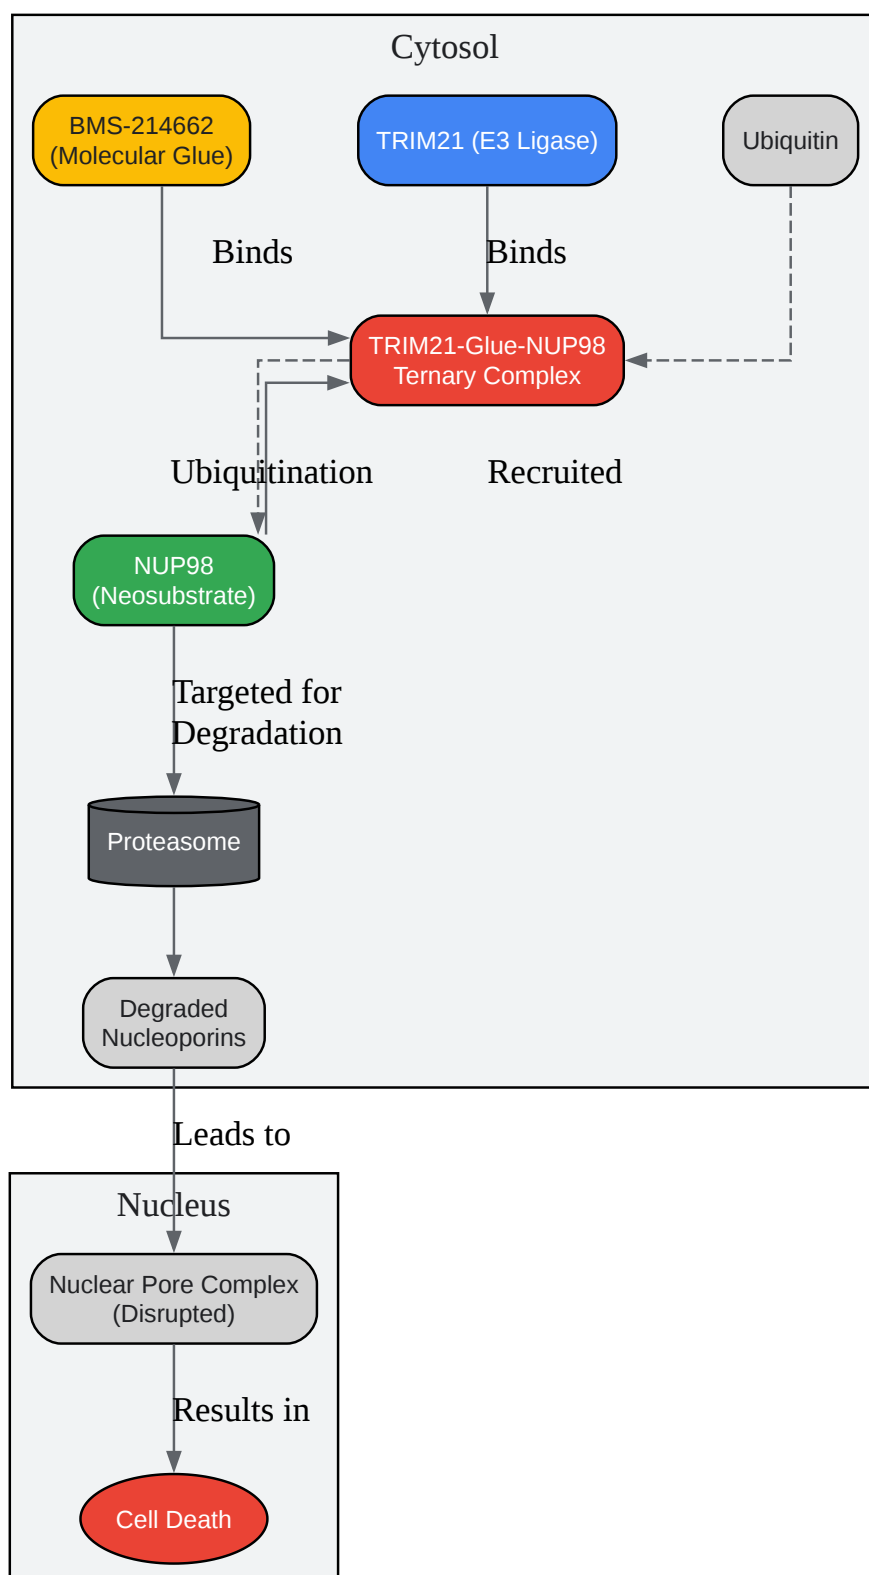 Cytosol
BMS-214662
(Molecular Glue)
TRIM21 (E3 Ligase)
Ubiquitin
Binds
Binds
TRIM21-Glue-NUP98
Ternary Complex
Ubiquitination
Recruited
NUP98
(Neosubstrate)
Targeted for
Degradation
Proteasome
Degraded
Nucleoporins
Leads to
Nucleus
Nuclear Pore Complex
(Disrupted)
Results in
Cell Death